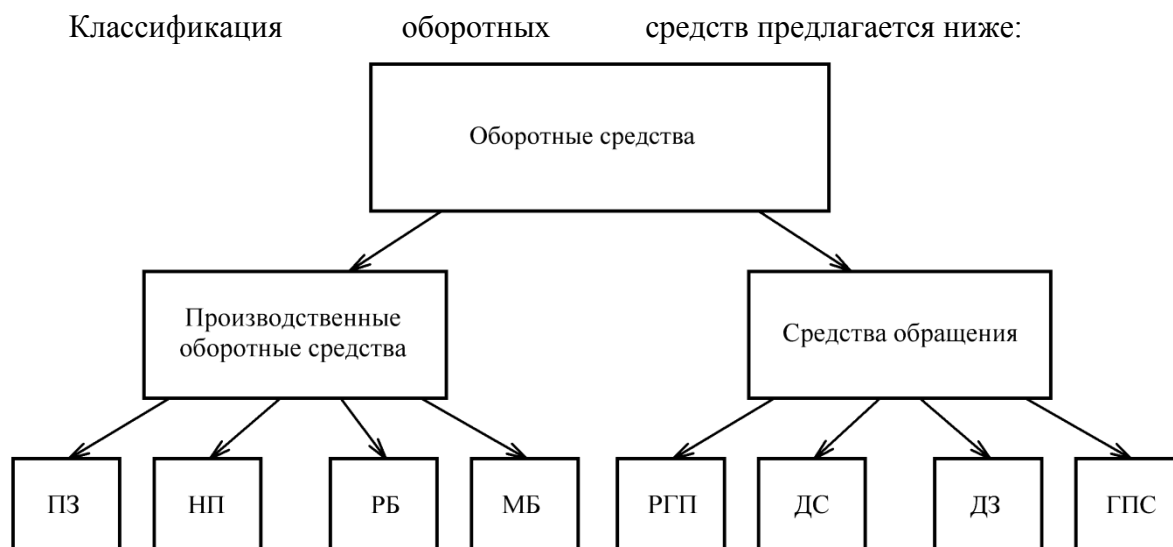 Классификация оборотных средств предлагается ниже:
Оборотные средства
Производственные
оборотные средства
Средства обращения
ПЗ
НП
РБ
МБ
РГП
ДС
ДЗ
ГПС